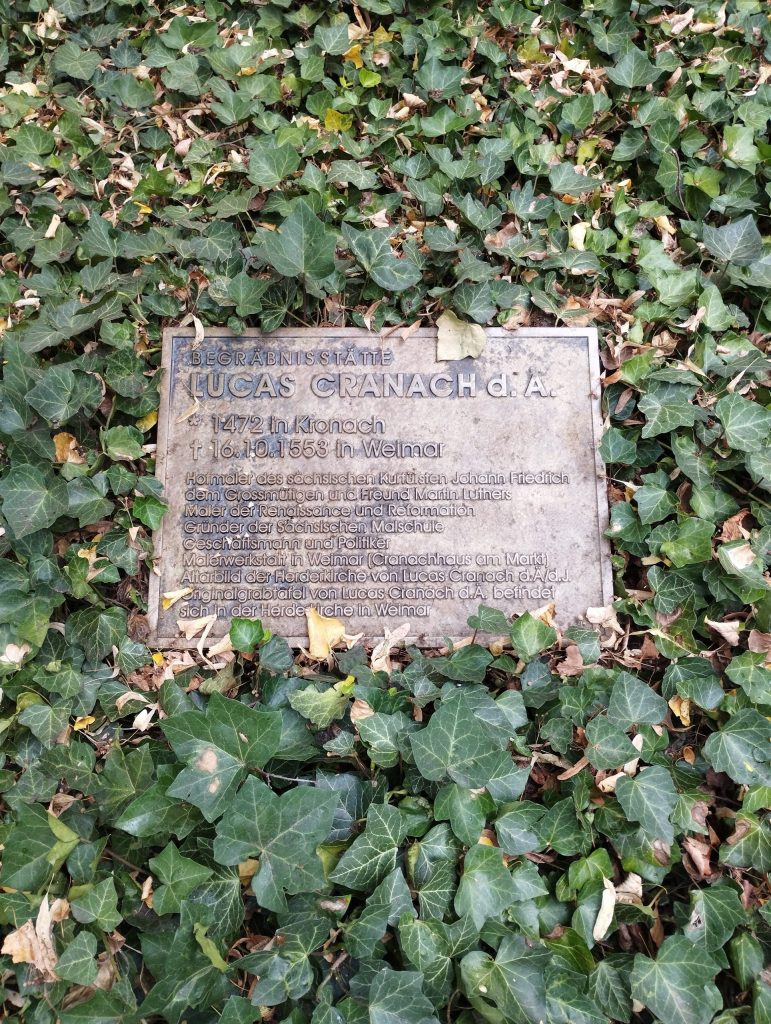 BEGRÄBNISSTÄTTE
LUCAS CRANACH d. A.
* 1472 in Kronach
† 16.10.1553 in Weimar
Hofmaler des sächsischen Kurfürsten Johann Friedrich
dem Grossmütigen und Freund Martin Luthers
Maler der Renaissance und Reformation
Gründer der Sächsischen Malschule
Geschäftsmann und Politiker
Malerwerkstatt in Weimar (Cranachhaus am Markt)
Altarbild der Herderkirche von Lucas Cranach d.A/d.J.
Originalgrabtafel von Lucas Cranach d.A. befindet
sich in der Herderkirche in Weimar